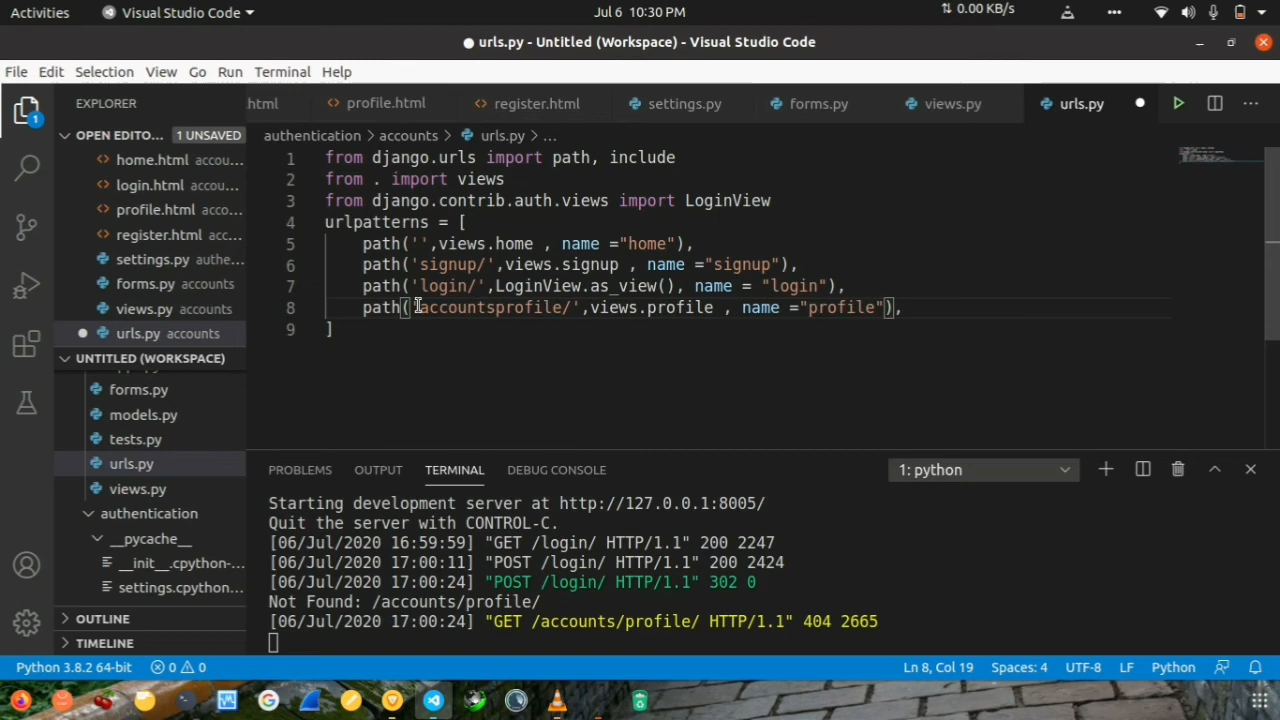 Activities
Visual Studio Code
Jul 6 10:30 PM
0.00 KB/s
urls.py - Untitled (Workspace) - Visual Studio Code
File Edit Selection View Go Run Terminal Help
EXPLORER
.html
profile.html
register.html
settings.py
forms.py
views.py
urls.py
OPEN EDITO... 1 UNSAVED
home.html accou...
login.html accou...
profile.html acco...
register.html acc...
settings.py authe...
forms.py accounts
views.py accounts
urls.py accounts
UNTITLED (WORKSPACE)
forms.py
models.py
tests.py
urls.py
views.py
authentication
__pycache__
__init__.cpython-...
settings.cpython...
OUTLINE
TIMELINE
1
authentication > accounts > urls.py > ...
1 from django.urls import path, include
2 from . import views
3 from django.contrib.auth.views import LoginView
4 urlpatterns = [
5 path('',views.home , name ="home"),
6 path('signup/',views.signup , name ="signup"),
7 path('login/',LoginView.as_view(), name = "login"),
8 path('accountsprofile/',views.profile , name ="profile"),
9 ]
PROBLEMS OUTPUT TERMINAL DEBUG CONSOLE
1: python
Starting development server at http://127.0.0.1:8005/
Quit the server with CONTROL-C.
[06/Jul/2020 16:59:59] "GET /login/ HTTP/1.1" 200 2247
[06/Jul/2020 17:00:11] "POST /login/ HTTP/1.1" 200 2424
[06/Jul/2020 17:00:24] "POST /login/ HTTP/1.1" 302 0
Not Found: /accounts/profile/
[06/Jul/2020 17:00:24] "GET /accounts/profile/ HTTP/1.1" 404 2665
Python 3.8.2 64-bit
0
0
Ln 8, Col 19
Spaces: 4
UTF-8
LF
Python